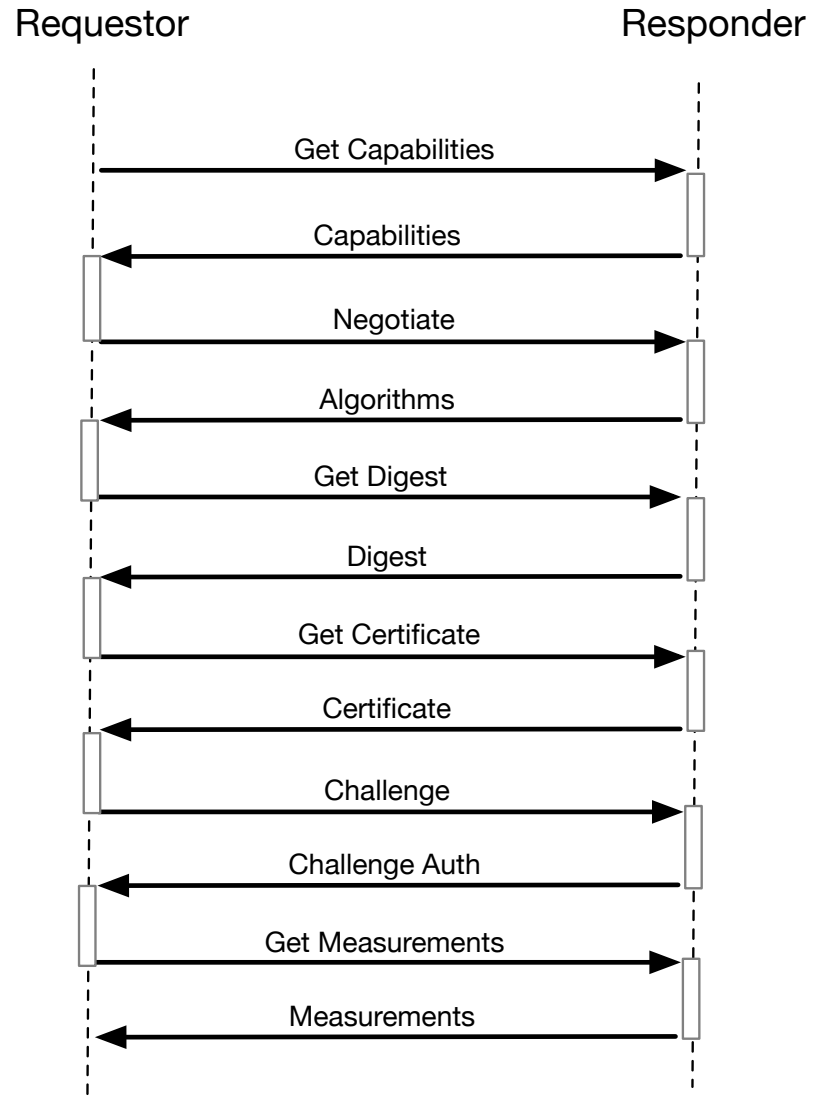 Requestor
Responder
Get Capabilities
Capabilities
Negotiate
Algorithms
Get Digest
Digest
Get Certificate
Certificate
Challenge
Challenge Auth
Get Measurements
Measurements